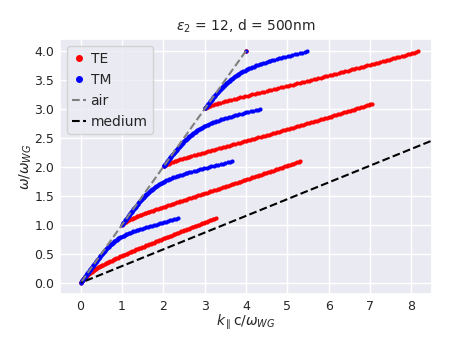 ε₂ = 12, d = 500nm
TE
TM
air
medium
4.0
3.5
3.0
2.5
2.0
1.5
1.0
0.5
0.0
ω/ω_WG
0 1 2 3 4 5 6 7 8
k_∥ c/ω_WG